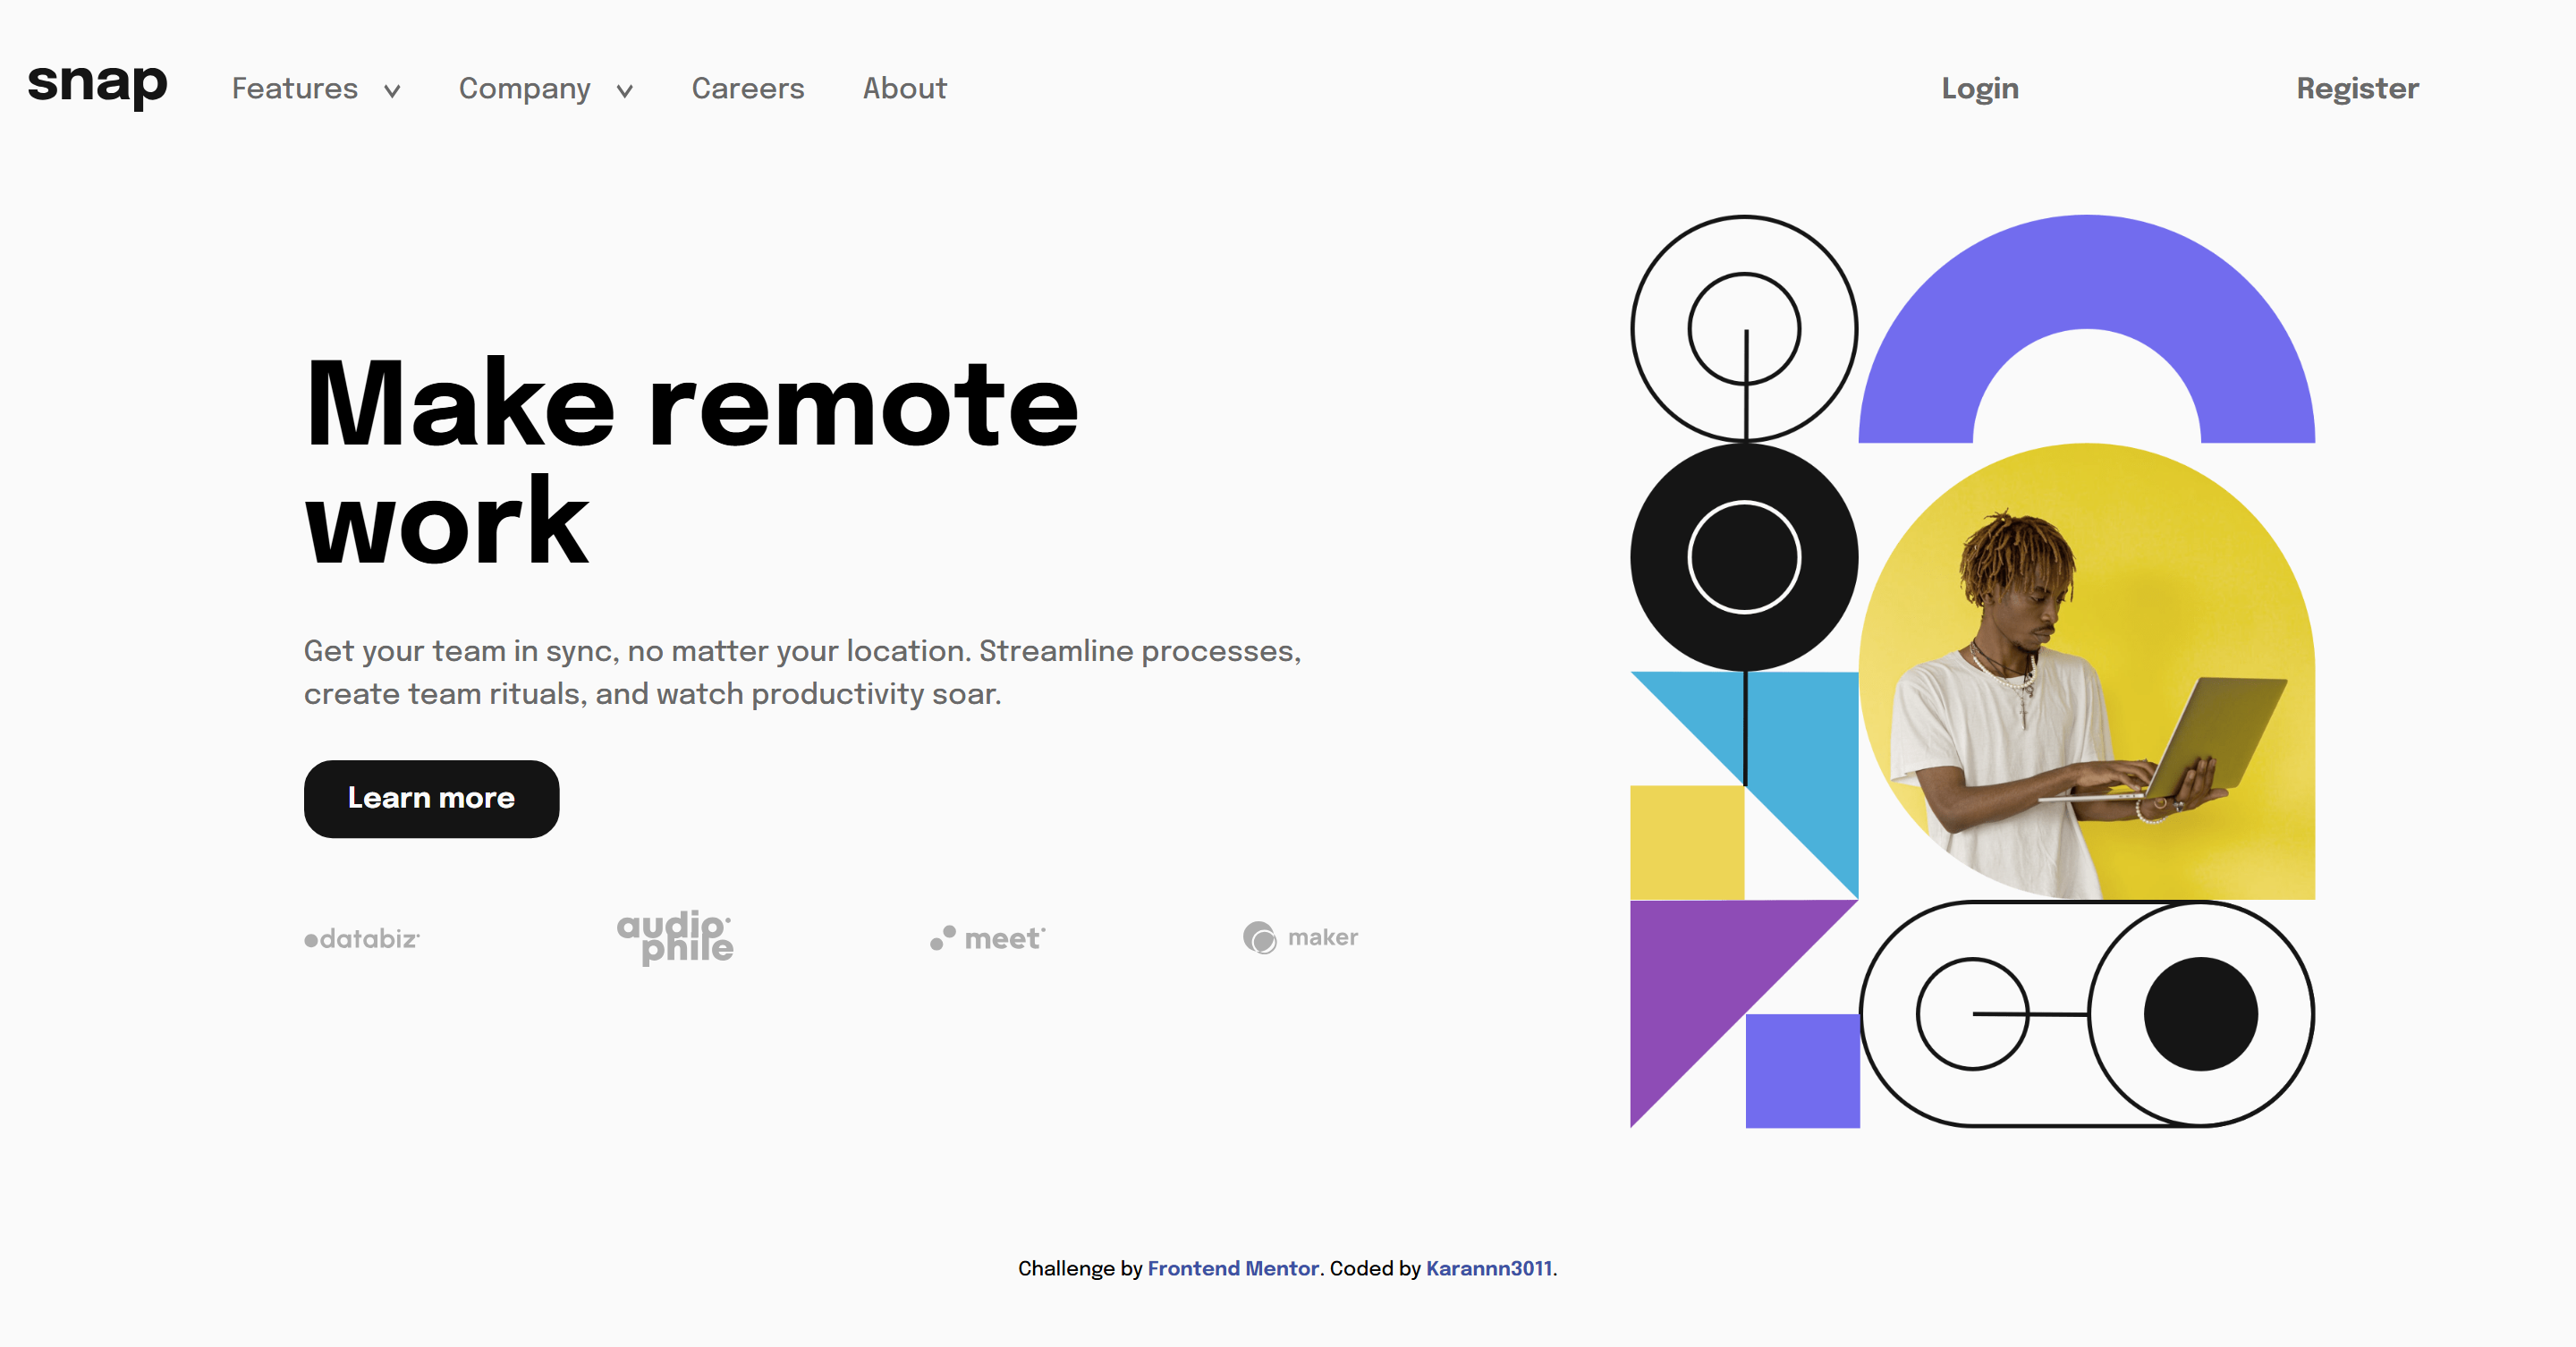 snap Features Company Careers About Login Register
Make remote
work
Get your team in sync, no matter your location. Streamline processes,
create team rituals, and watch productivity soar.
Learn more
databiz audiophile meet maker
Challenge by Frontend Mentor. Coded by Karannn3011.